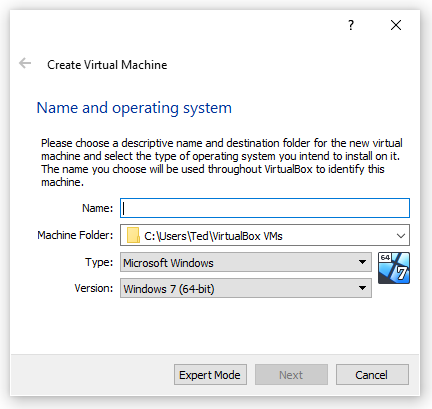 ?
Create Virtual Machine
Name and operating system
Please choose a descriptive name and destination folder for the new virtual
machine and select the type of operating system you intend to install on it.
The name you choose will be used throughout VirtualBox to identify this
machine.
Name:
Machine Folder: C:\Users\Ted\VirtualBox VMs
Type: Microsoft Windows 64
Version: Windows 7 (64-bit) 7
Expert Mode Next Cancel